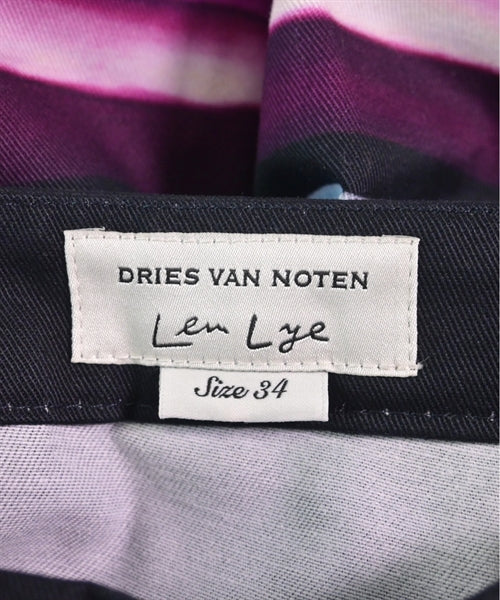 DRIES VAN NOTEN
Len Lye
Size 34